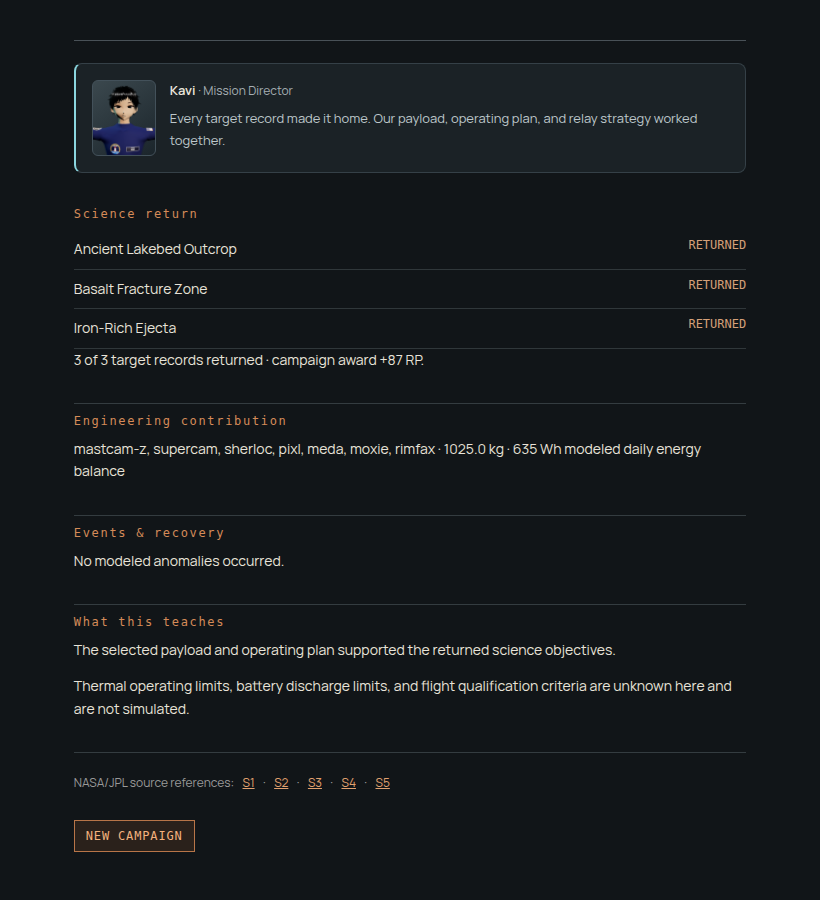 Kavi · Mission Director
Every target record made it home. Our payload, operating plan, and relay strategy worked
together.
Science return
Ancient Lakebed Outcrop RETURNED
Basalt Fracture Zone RETURNED
Iron-Rich Ejecta RETURNED
3 of 3 target records returned · campaign award +87 RP.
Engineering contribution
mastcam-z, supercam, sherloc, pixl, meda, moxie, rimfax · 1025.0 kg · 635 Wh modeled daily energy
balance
Events & recovery
No modeled anomalies occurred.
What this teaches
The selected payload and operating plan supported the returned science objectives.
Thermal operating limits, battery discharge limits, and flight qualification criteria are unknown here and
are not simulated.
NASA/JPL source references: S1 · S2 · S3 · S4 · S5
NEW CAMPAIGN